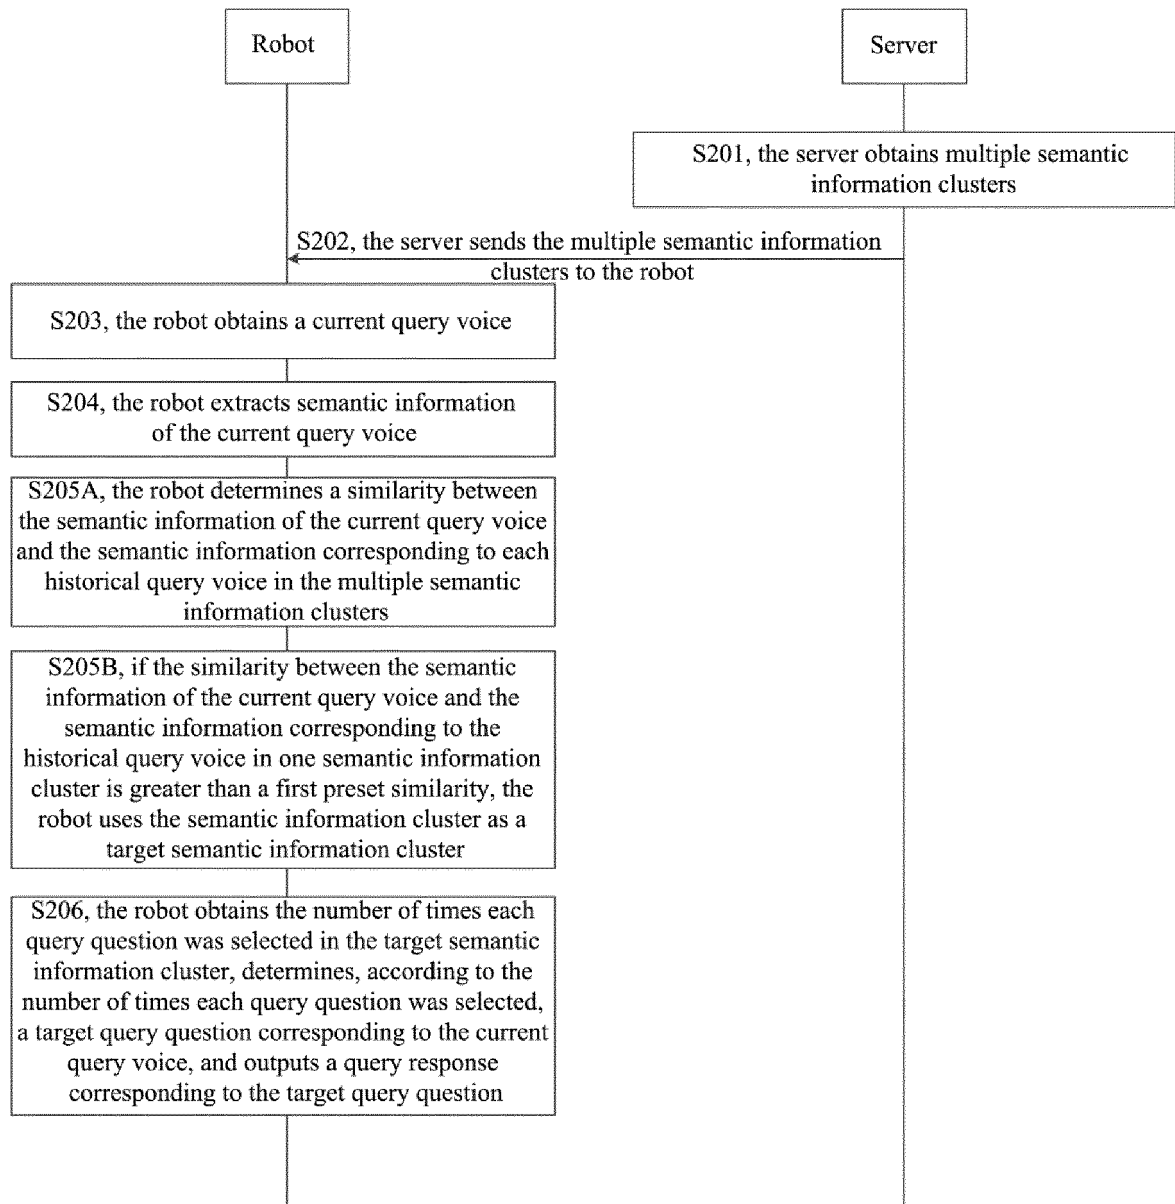 Robot
Server
S201, the server obtains multiple semantic
information clusters
S202, the server sends the multiple semantic information
clusters to the robot
S203, the robot obtains a current query voice
S204, the robot extracts semantic information
of the current query voice
S205A, the robot determines a similarity between
the semantic information of the current query voice
and the semantic information corresponding to each
historical query voice in the multiple semantic
information clusters
S205B, if the similarity between the semantic
information of the current query voice and the
semantic information corresponding to the
historical query voice in one semantic information
cluster is greater than a first preset similarity, the
robot uses the semantic information cluster as a
target semantic information cluster
S206, the robot obtains the number of times each
query question was selected in the target semantic
information cluster, determines, according to the
number of times each query question was selected,
a target query question corresponding to the current
query voice, and outputs a query response
corresponding to the target query question